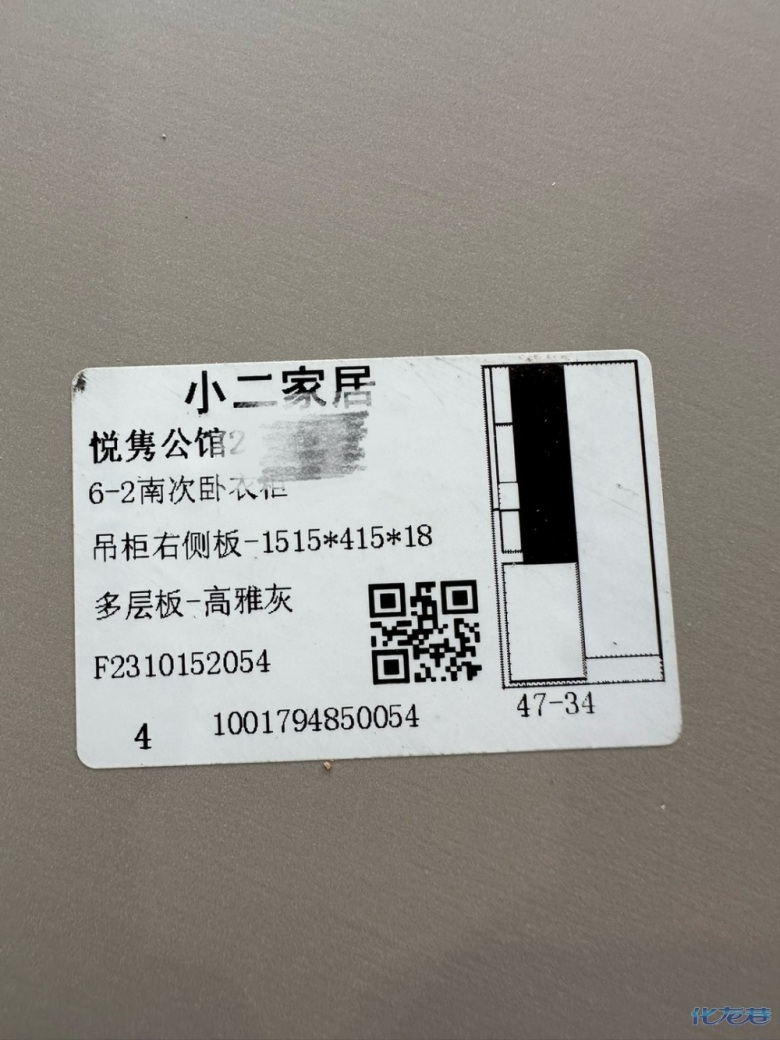 小二家居
悦隽公馆2
6-2南次卧衣柜
吊柜右侧板-1515*415*18
多层板-高雅灰
F2310152054
4
1001794850054
47-34
化龙巷